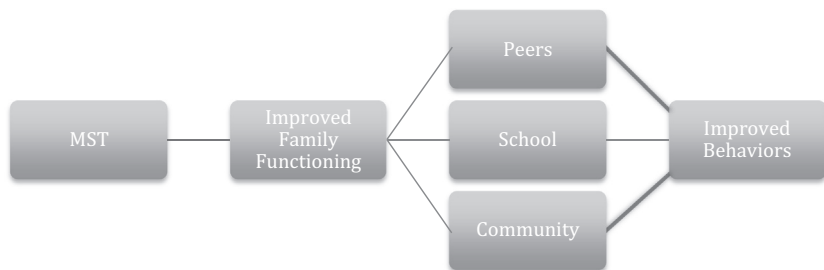 MST
Improved
Family
Functioning
Peers
School
Community
Improved
Behaviors